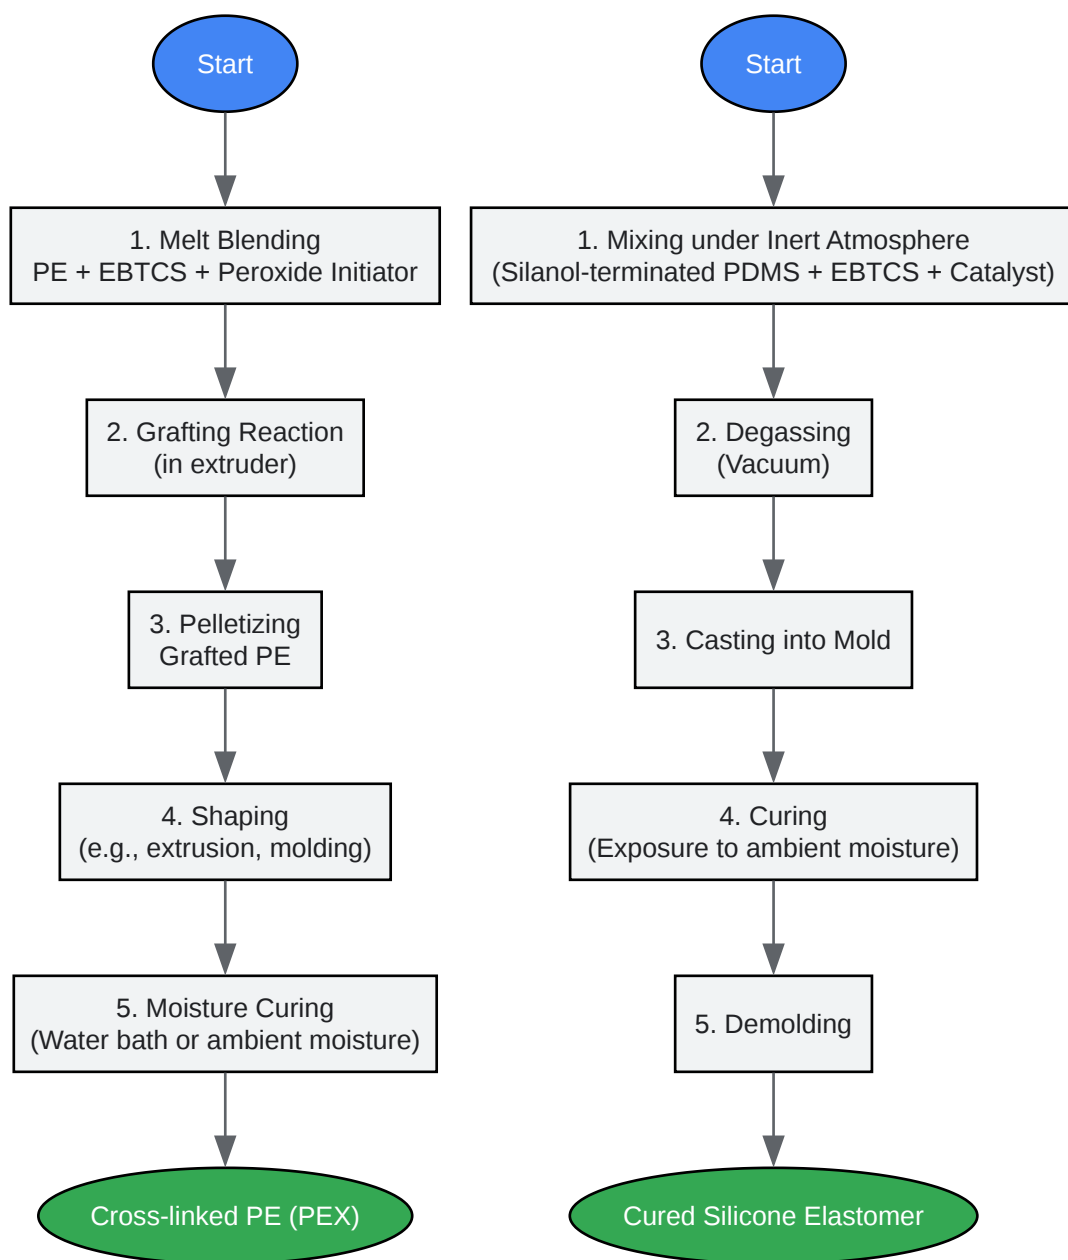 Start
1. Melt Blending
PE + EBTCS + Peroxide Initiator
2. Grafting Reaction
(in extruder)
3. Pelletizing
Grafted PE
4. Shaping
(e.g., extrusion, molding)
5. Moisture Curing
(Water bath or ambient moisture)
Cross-linked PE (PEX)
Start
1. Mixing under Inert Atmosphere
(Silanol-terminated PDMS + EBTCS + Catalyst)
2. Degassing
(Vacuum)
3. Casting into Mold
4. Curing
(Exposure to ambient moisture)
5. Demolding
Cured Silicone Elastomer